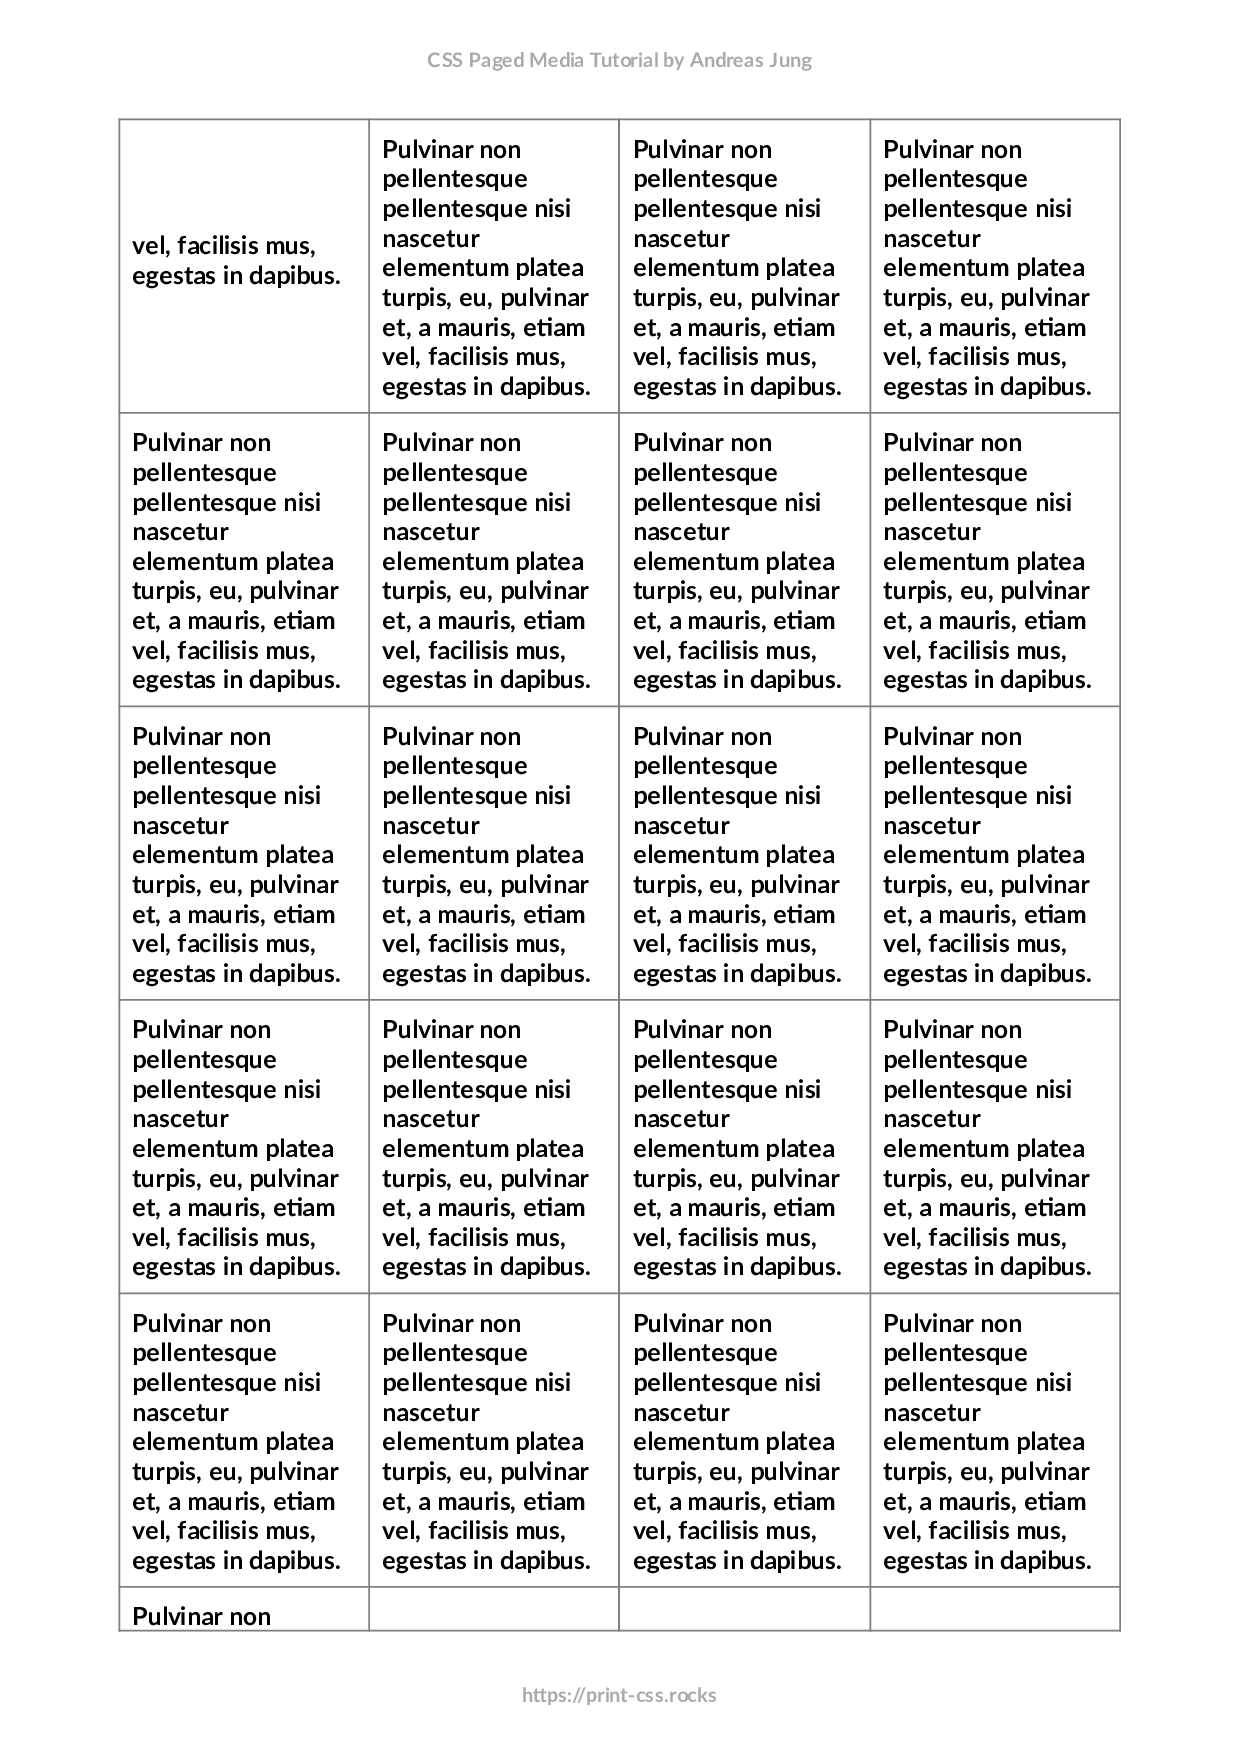 CSS Paged Media Tutorial by Andreas Jung
vel, facilisis mus,
egestas in dapibus.
Pulvinar non
pellentesque
pellentesque nisi
nascetur
elementum platea
turpis, eu, pulvinar
et, a mauris, etiam
vel, facilisis mus,
egestas in dapibus.
Pulvinar non
pellentesque
pellentesque nisi
nascetur
elementum platea
turpis, eu, pulvinar
et, a mauris, etiam
vel, facilisis mus,
egestas in dapibus.
Pulvinar non
pellentesque
pellentesque nisi
nascetur
elementum platea
turpis, eu, pulvinar
et, a mauris, etiam
vel, facilisis mus,
egestas in dapibus.
Pulvinar non
pellentesque
pellentesque nisi
nascetur
elementum platea
turpis, eu, pulvinar
et, a mauris, etiam
vel, facilisis mus,
egestas in dapibus.
Pulvinar non
pellentesque
pellentesque nisi
nascetur
elementum platea
turpis, eu, pulvinar
et, a mauris, etiam
vel, facilisis mus,
egestas in dapibus.
Pulvinar non
pellentesque
pellentesque nisi
nascetur
elementum platea
turpis, eu, pulvinar
et, a mauris, etiam
vel, facilisis mus,
egestas in dapibus.
Pulvinar non
pellentesque
pellentesque nisi
nascetur
elementum platea
turpis, eu, pulvinar
et, a mauris, etiam
vel, facilisis mus,
egestas in dapibus.
Pulvinar non
pellentesque
pellentesque nisi
nascetur
elementum platea
turpis, eu, pulvinar
et, a mauris, etiam
vel, facilisis mus,
egestas in dapibus.
Pulvinar non
pellentesque
pellentesque nisi
nascetur
elementum platea
turpis, eu, pulvinar
et, a mauris, etiam
vel, facilisis mus,
egestas in dapibus.
Pulvinar non
pellentesque
pellentesque nisi
nascetur
elementum platea
turpis, eu, pulvinar
et, a mauris, etiam
vel, facilisis mus,
egestas in dapibus.
Pulvinar non
pellentesque
pellentesque nisi
nascetur
elementum platea
turpis, eu, pulvinar
et, a mauris, etiam
vel, facilisis mus,
egestas in dapibus.
Pulvinar non
pellentesque
pellentesque nisi
nascetur
elementum platea
turpis, eu, pulvinar
et, a mauris, etiam
vel, facilisis mus,
egestas in dapibus.
Pulvinar non
pellentesque
pellentesque nisi
nascetur
elementum platea
turpis, eu, pulvinar
et, a mauris, etiam
vel, facilisis mus,
egestas in dapibus.
Pulvinar non
pellentesque
pellentesque nisi
nascetur
elementum platea
turpis, eu, pulvinar
et, a mauris, etiam
vel, facilisis mus,
egestas in dapibus.
Pulvinar non
pellentesque
pellentesque nisi
nascetur
elementum platea
turpis, eu, pulvinar
et, a mauris, etiam
vel, facilisis mus,
egestas in dapibus.
Pulvinar non
pellentesque
pellentesque nisi
nascetur
elementum platea
turpis, eu, pulvinar
et, a mauris, etiam
vel, facilisis mus,
egestas in dapibus.
Pulvinar non
pellentesque
pellentesque nisi
nascetur
elementum platea
turpis, eu, pulvinar
et, a mauris, etiam
vel, facilisis mus,
egestas in dapibus.
Pulvinar non
pellentesque
pellentesque nisi
nascetur
elementum platea
turpis, eu, pulvinar
et, a mauris, etiam
vel, facilisis mus,
egestas in dapibus.
Pulvinar non
pellentesque
pellentesque nisi
nascetur
elementum platea
turpis, eu, pulvinar
et, a mauris, etiam
vel, facilisis mus,
egestas in dapibus.
Pulvinar non
https://print-css.rocks